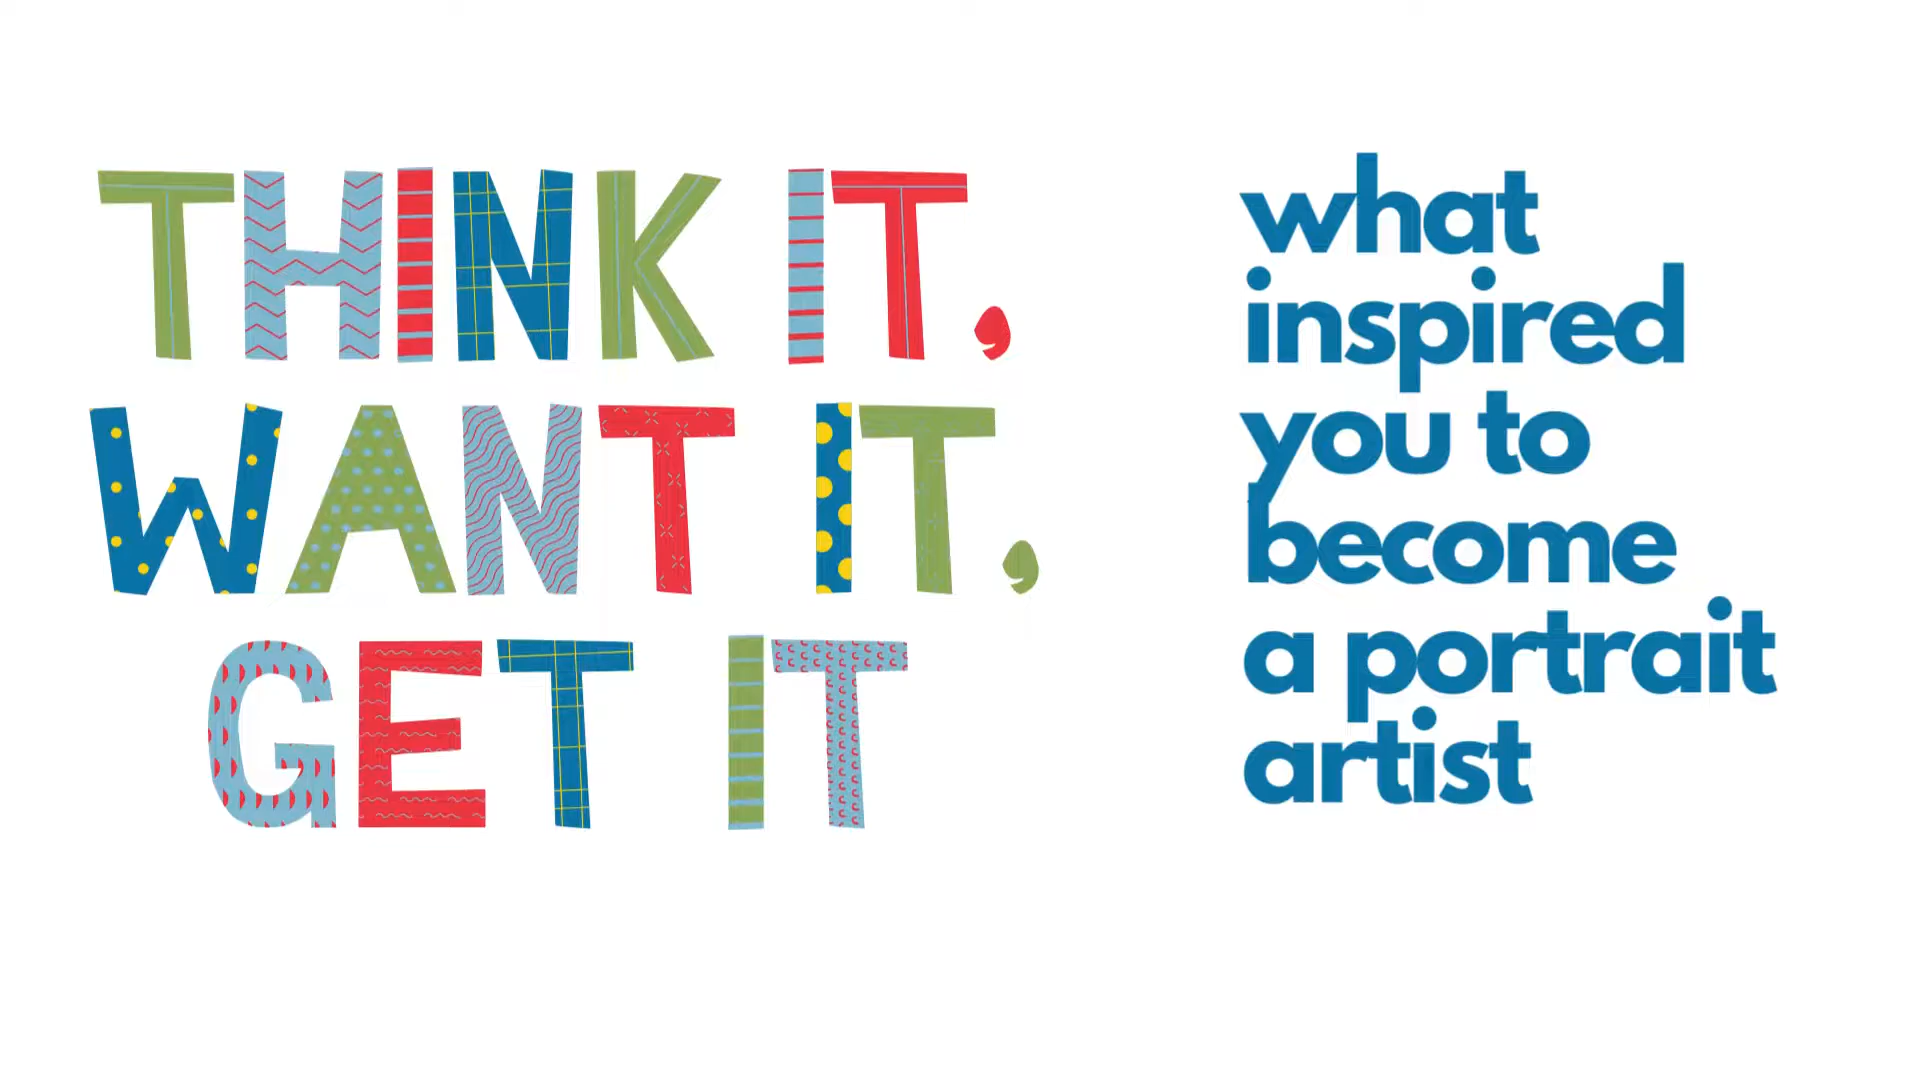 THINK IT,
WANT IT,
GET IT
what
inspired
you to
become
a portrait
artist